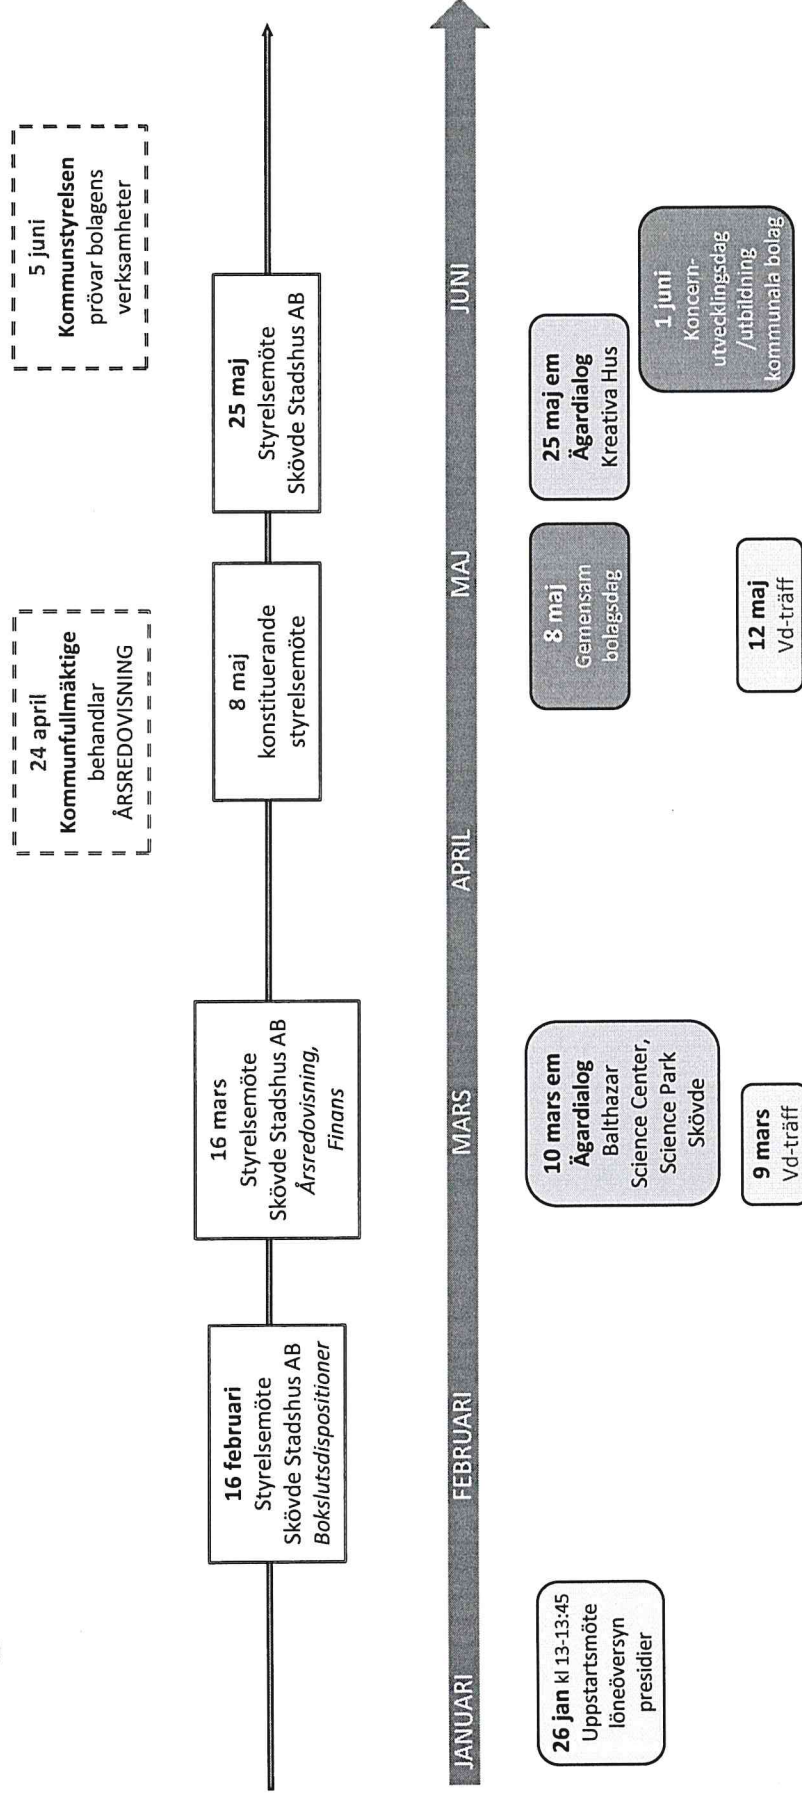 24 april
Kommunfullmäktige
behandlar
ÅRSREDOVISNING
5 juni
Kommunstyrelsen
prövar bolagens
verksamheter
16 februari
Styrelsemöte
Skövde Stadshus AB
Bokslutsdispositioner
16 mars
Styrelsemöte
Skövde Stadshus AB
Årsredovisning,
Finans
8 maj
konstituerande
styrelsemöte
25 maj
Styrelsemöte
Skövde Stadshus AB
JANUARI
FEBRUARI
MARS
APRIL
MAJ
JUNI
26 jan kl 13-13:45
Uppstartsmöte
löneöversyn
presidier
10 mars em
Ägardialog
Balthazar
Science Center,
Science Park
Skövde
8 maj
Gemensam
bolagsdag
25 maj em
Ägardialog
Kreativa Hus
1 juni
Koncern-
utvecklingsdag
/utbildning
kommunala bolag
9 mars
Vd-träff
12 maj
Vd-träff